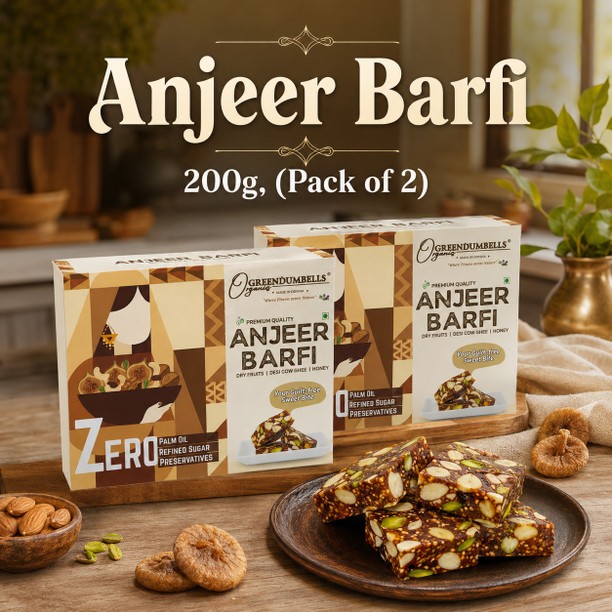 Anjeer Barfi
200g, (Pack of 2)
ANJEER BARFI
Organic GREENDUMBELLS®
PREMIUM QUALITY
ANJEER
BARFI
DRY FRUITS | DESI COW GHEE | HONEY
Your Guilt-free
Sweet Bite
ZERO
PALM OIL
REFINED SUGAR
PRESERVATIVES
ANJEER BARFI
Organic GREENDUMBELLS®
PREMIUM QUALITY
ANJEER
BARFI
DRY FRUITS | DESI COW GHEE | HONEY
Your Guilt-free
Sweet Bite
PALM OIL
REFINED SUGAR
PRESERVATIVES